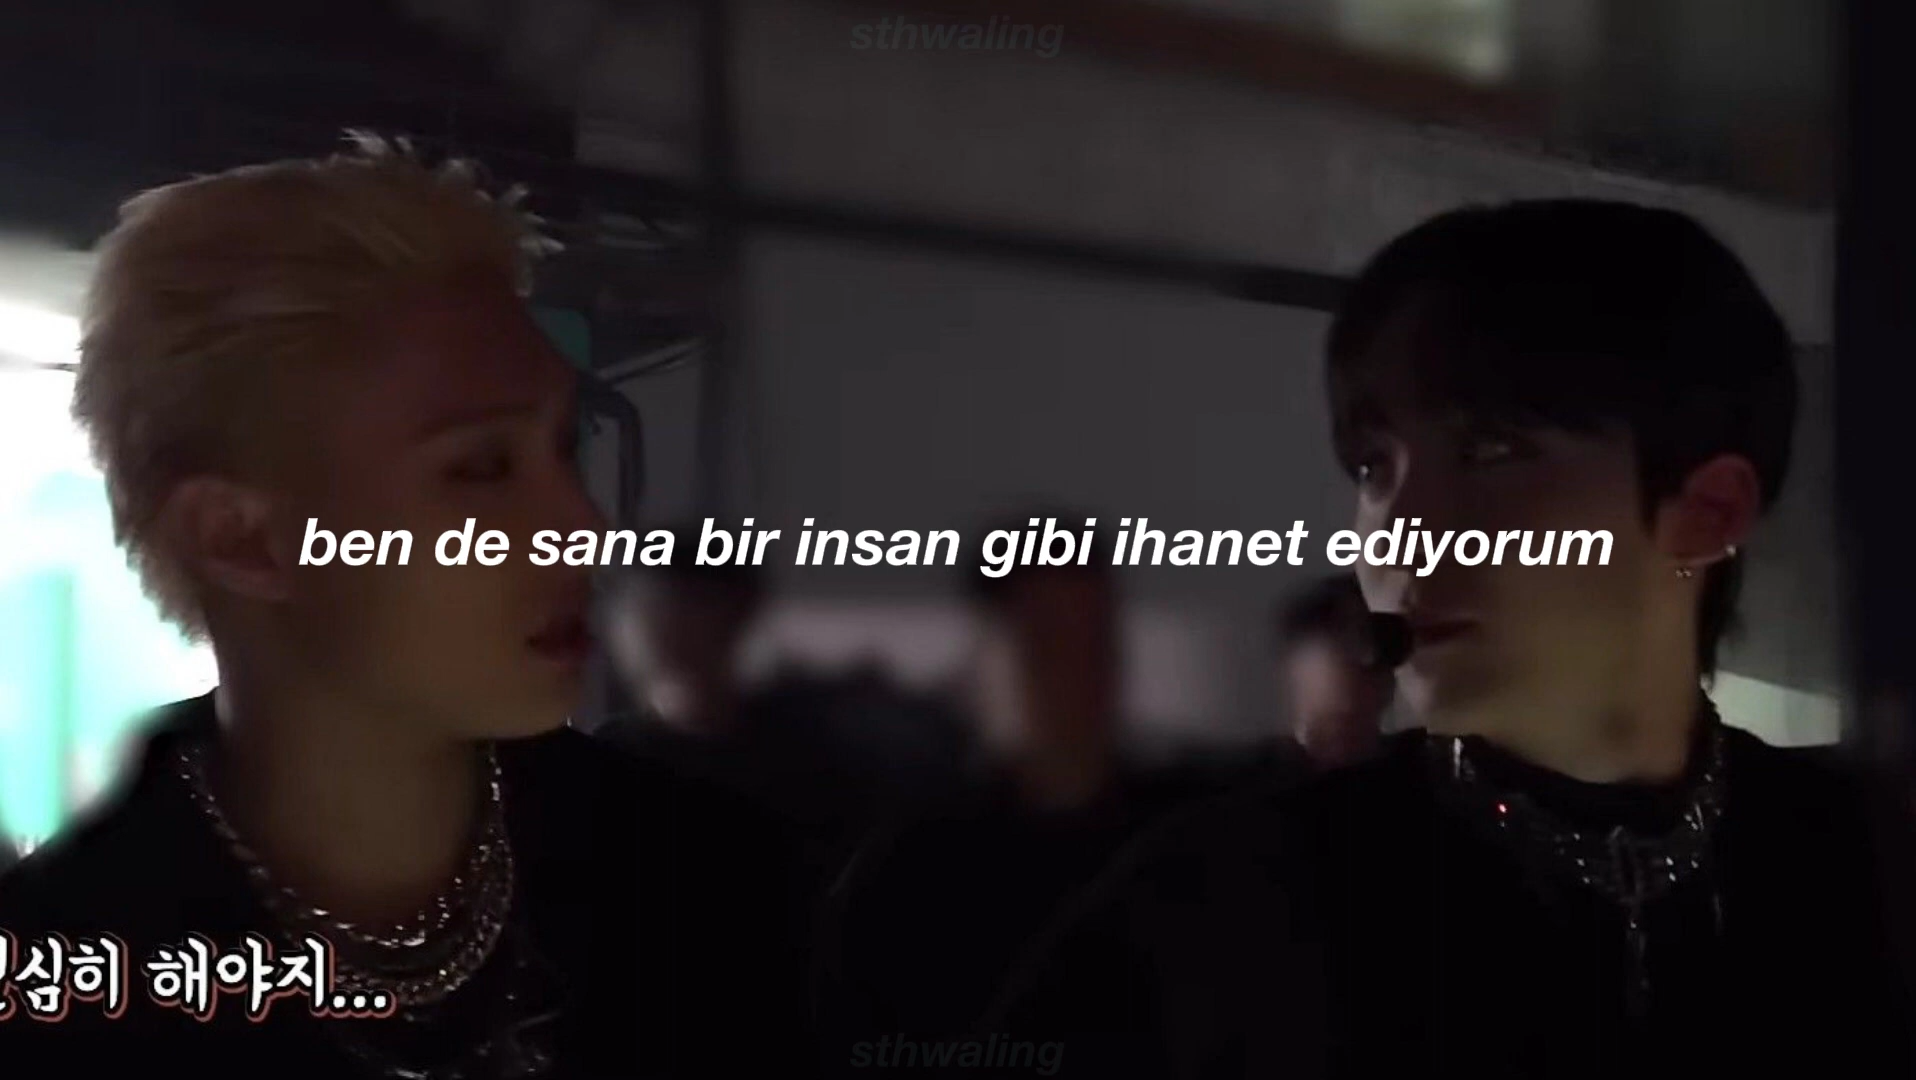 sthwaling
ben de sana bir insan gibi ihanet ediyorum
심히 해야지...
sthwaling